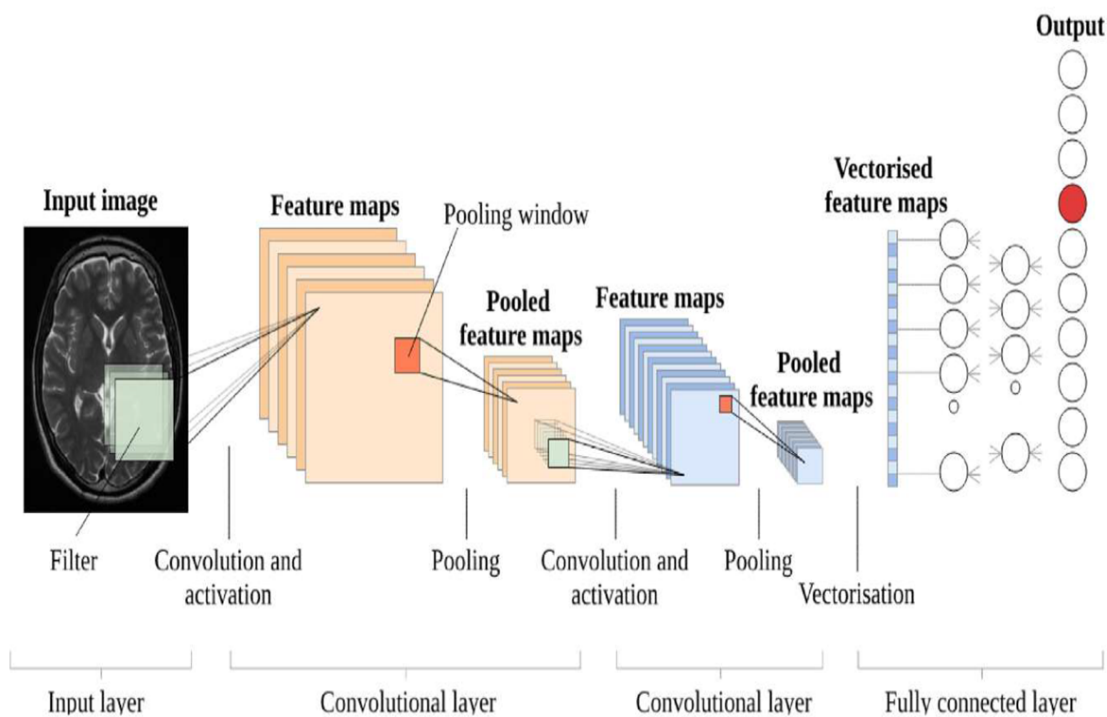 Output
Vectorised
feature maps
Input image
Feature maps
Pooling window
Pooled
feature maps
Feature maps
Pooled
feature maps
Filter
Convolution and
activation
Pooling
Convolution and
activation
Pooling
Vectorisation
Input layer
Convolutional layer
Convolutional layer
Fully connected layer